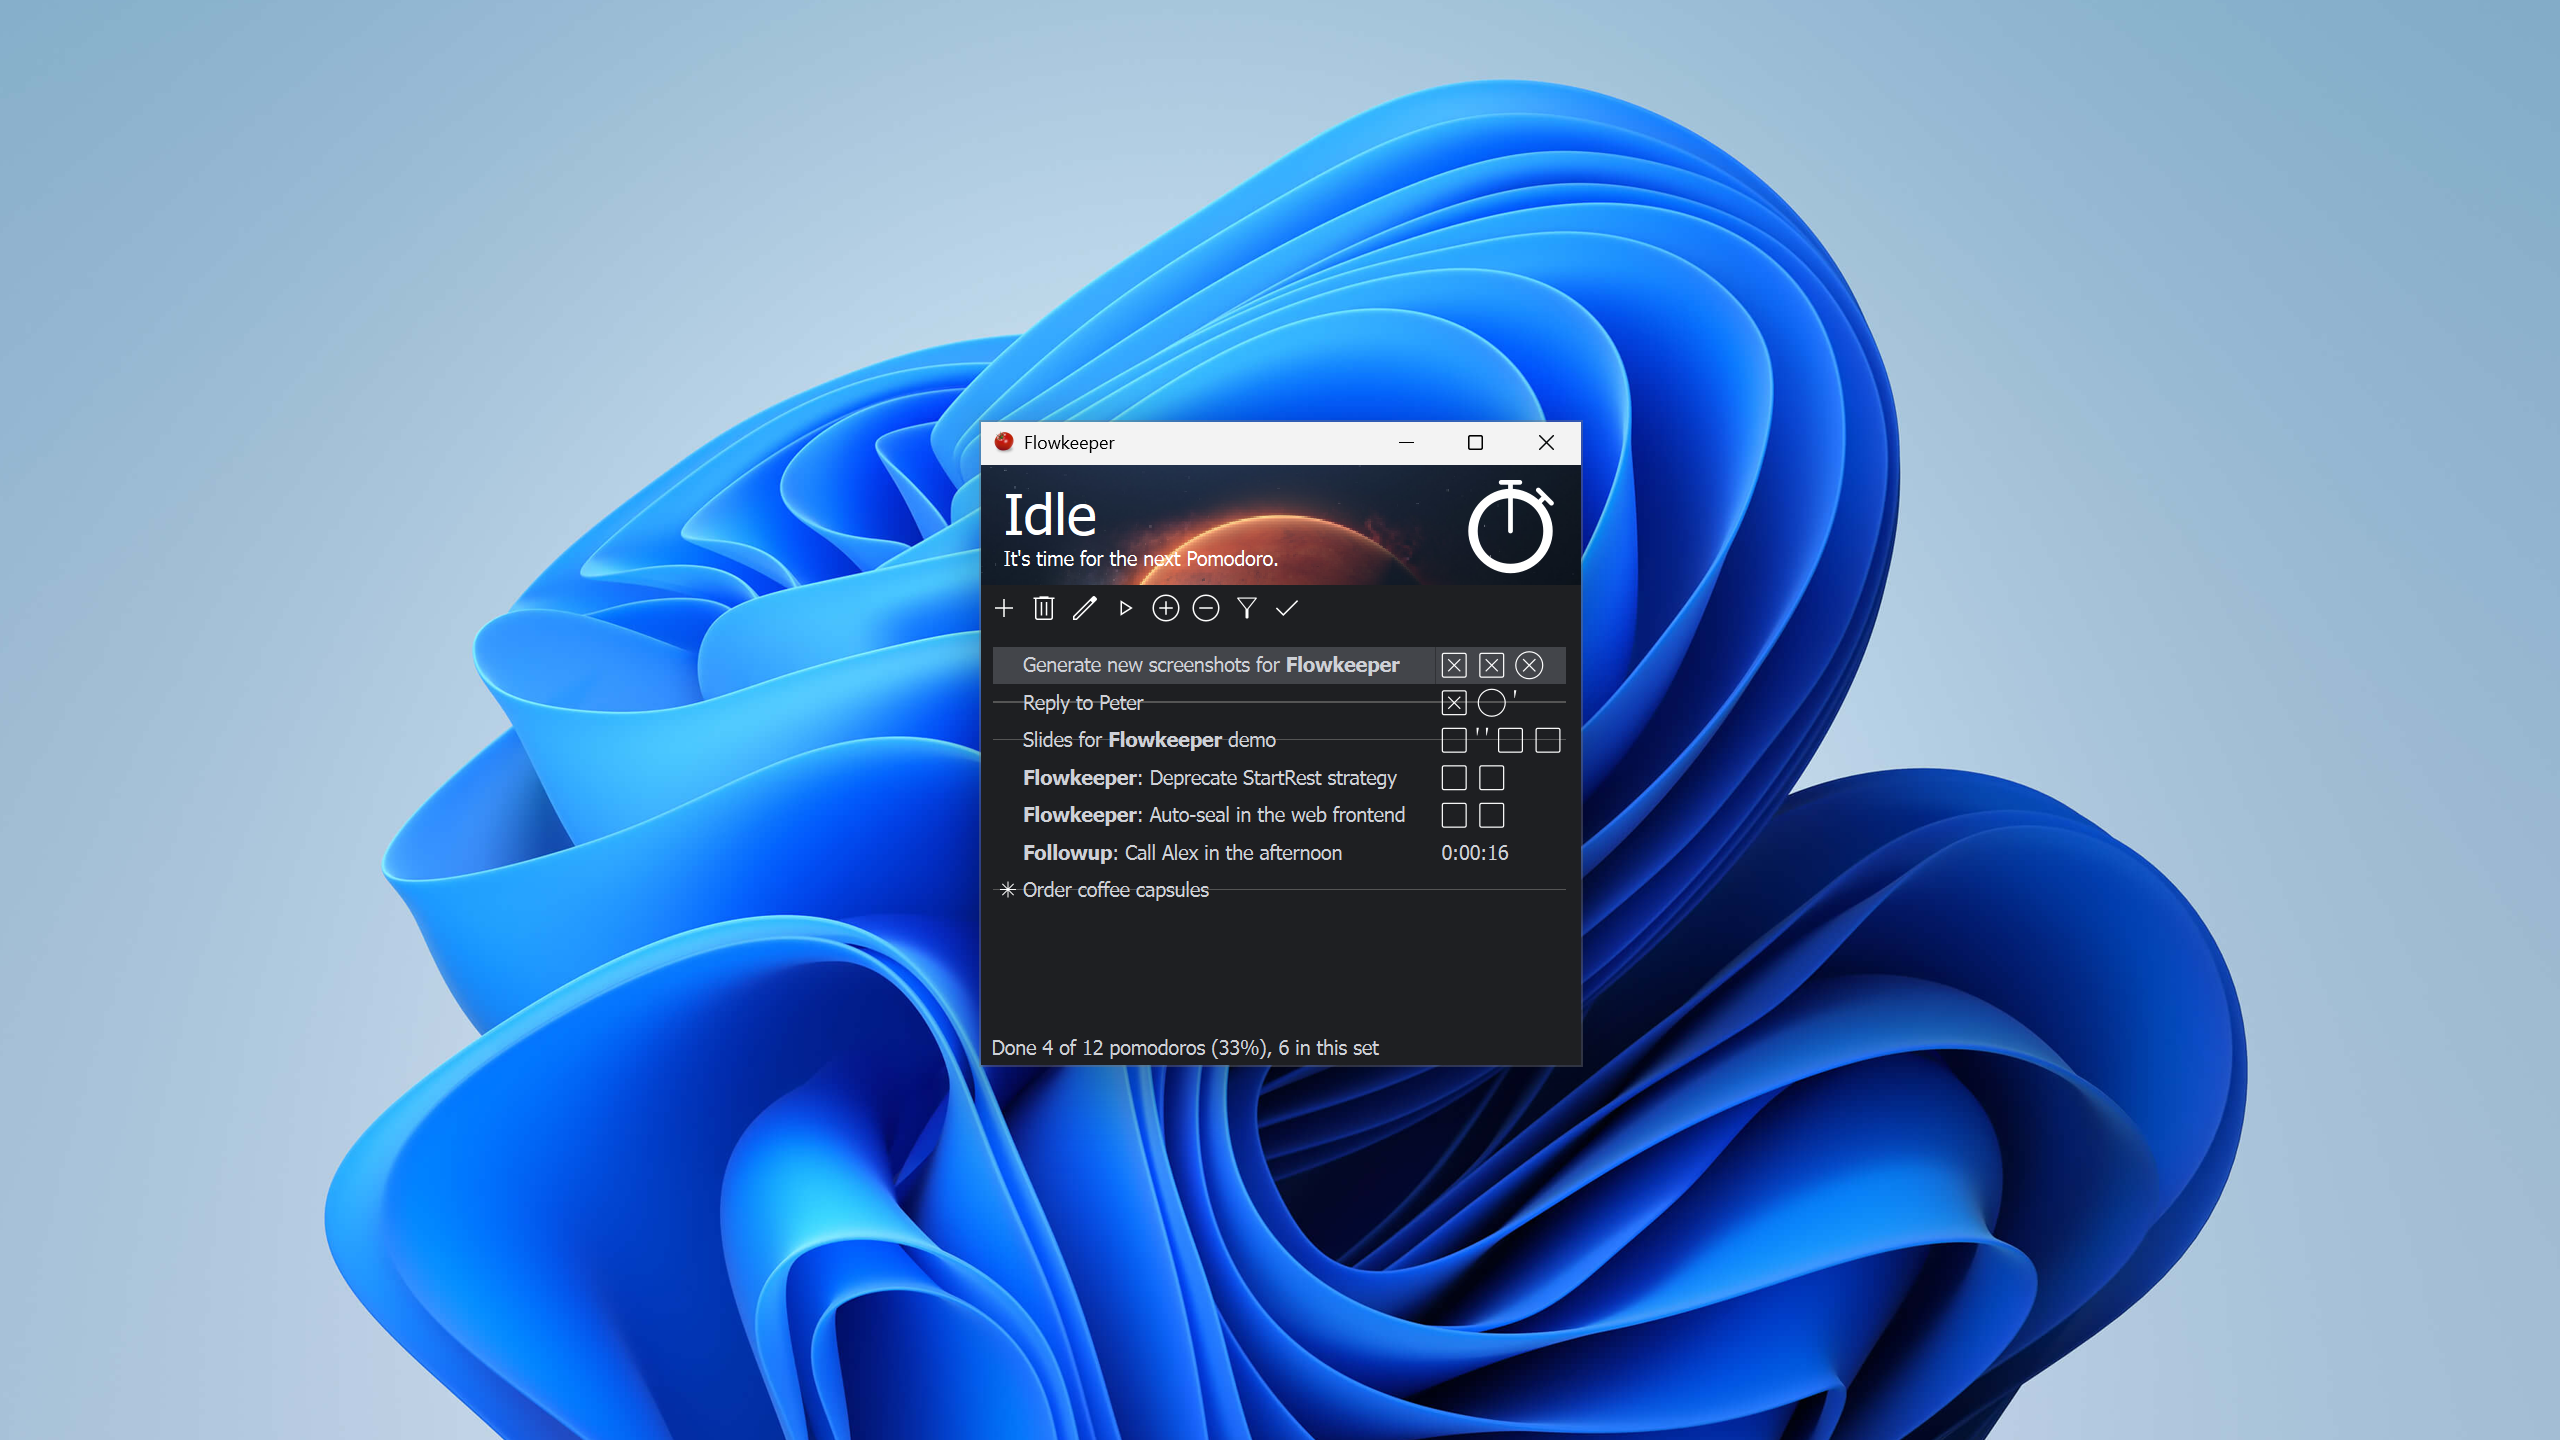 Flowkeeper
Idle
It's time for the next Pomodoro.
Generate new screenshots for Flowkeeper
Reply to Peter
Slides for Flowkeeper demo
Flowkeeper: Deprecate StartRest strategy
Flowkeeper: Auto-seal in the web frontend
Followup: Call Alex in the afternoon 0:00:16
Order coffee capsules
Done 4 of 12 pomodoros (33%), 6 in this set